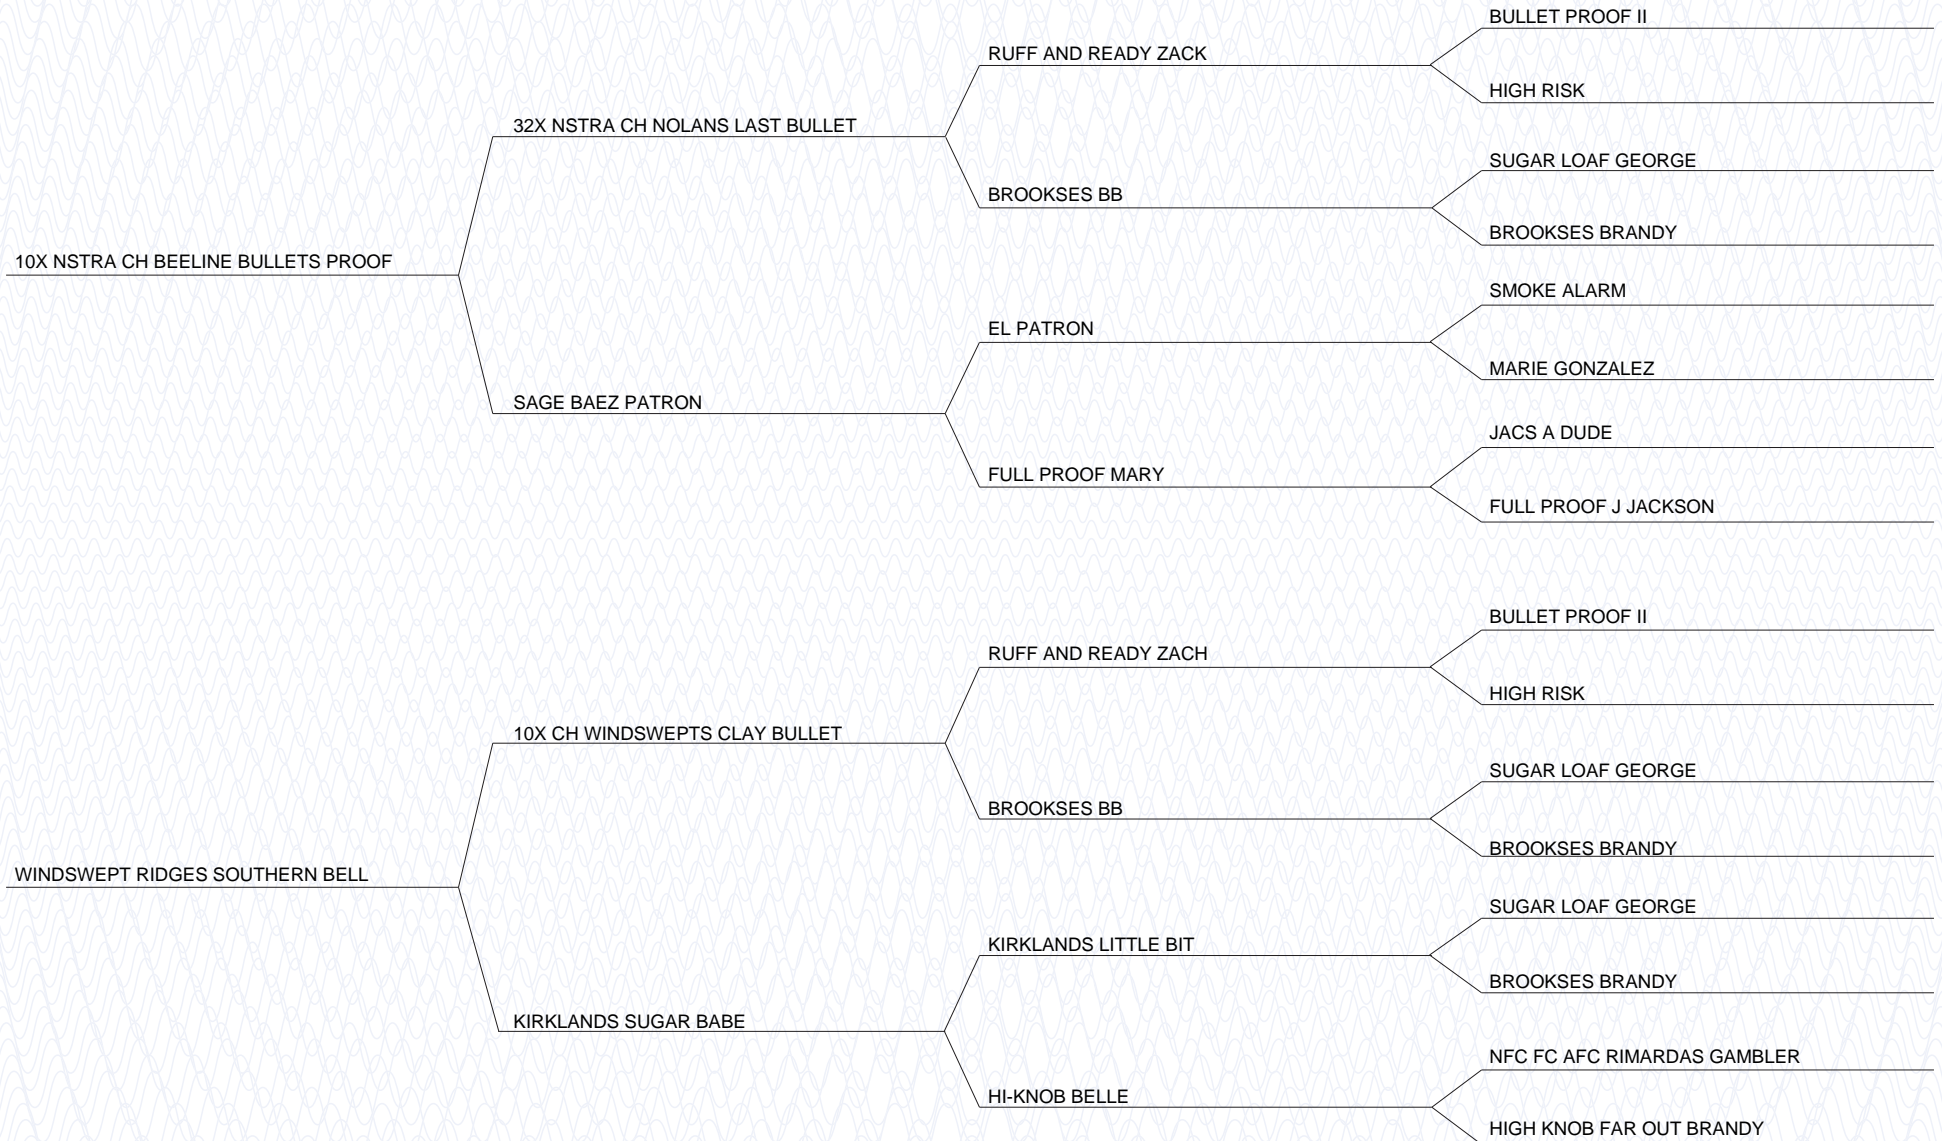 BULLET PROOF II
RUFF AND READY ZACK
HIGH RISK
32X NSTRA CH NOLANS LAST BULLET
SUGAR LOAF GEORGE
BROOKSES BB
BROOKSES BRANDY
10X NSTRA CH BEELINE BULLETS PROOF
SMOKE ALARM
EL PATRON
MARIE GONZALEZ
SAGE BAEZ PATRON
JACS A DUDE
FULL PROOF MARY
FULL PROOF J JACKSON
BULLET PROOF II
RUFF AND READY ZACH
HIGH RISK
10X CH WINDSWEPTS CLAY BULLET
SUGAR LOAF GEORGE
BROOKSES BB
BROOKSES BRANDY
WINDSWEPT RIDGES SOUTHERN BELL
SUGAR LOAF GEORGE
KIRKLANDS LITTLE BIT
BROOKSES BRANDY
KIRKLANDS SUGAR BABE
NFC FC AFC RIMARDAS GAMBLER
HI-KNOB BELLE
HIGH KNOB FAR OUT BRANDY